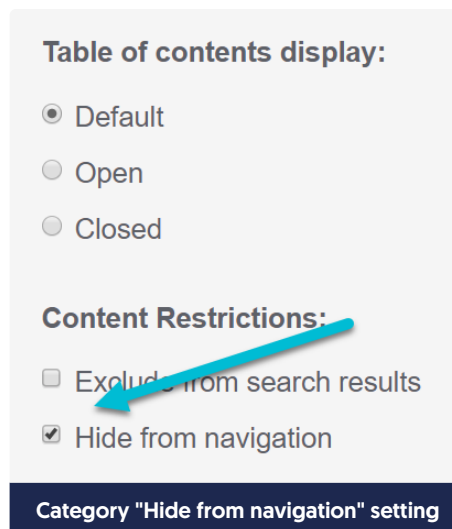 Table of contents display:
Default
Open
Closed
Content Restrictions:
Exclude from search results
Hide from navigation
Category "Hide from navigation" setting